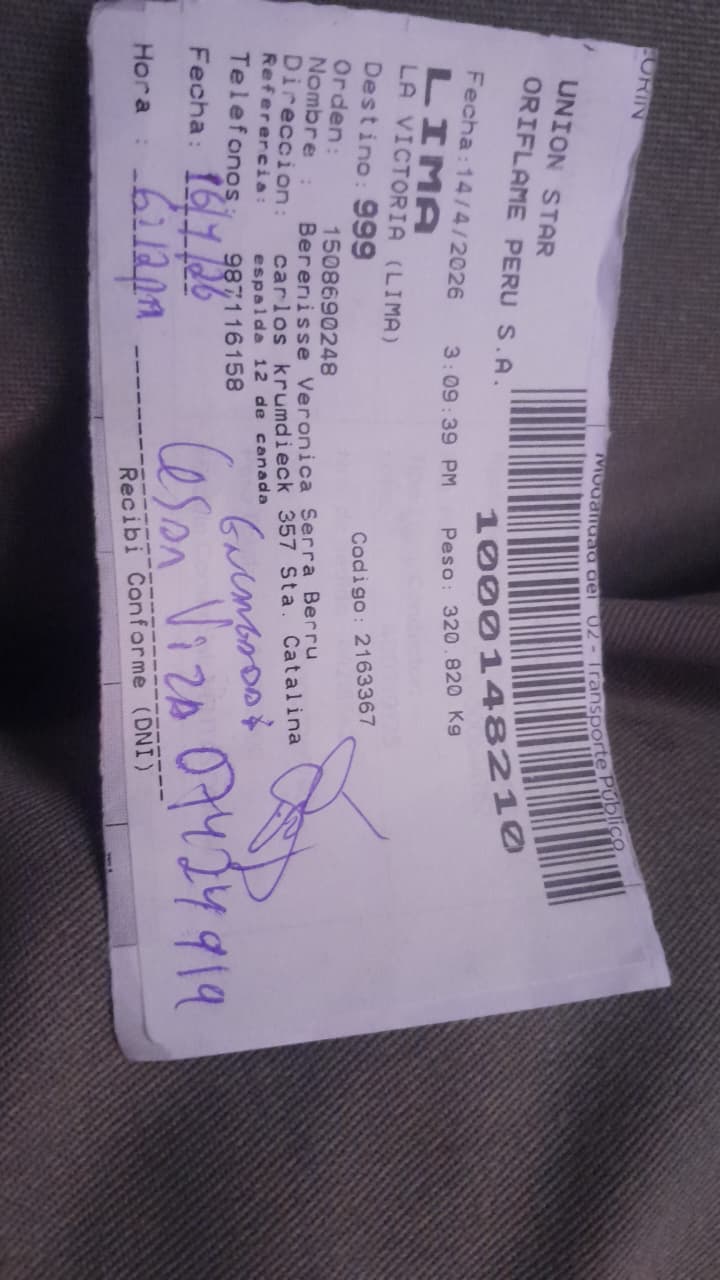 Modalidad del 02 - Transporte Público
UNION STAR
ORIFLAME PERU S.A.
1000148210
Fecha:14/4/2026 3:09:39 PM Peso: 320.820 Kg
LIMA
LA VICTORIA (LIMA)
Destino: 999 Codigo: 2163367
Orden: 1508690248
Nombre : Berenisse Veronica Serra Berru
Direccion: carlos krumdieck 357 Sta. Catalina
Referencia: espalda 12 de canada
Telefonos: 987116158
Fecha: 16/4/26
Hora : 6:12pm
Cesar Vizo 07424919
Recibi Conforme (DNI)